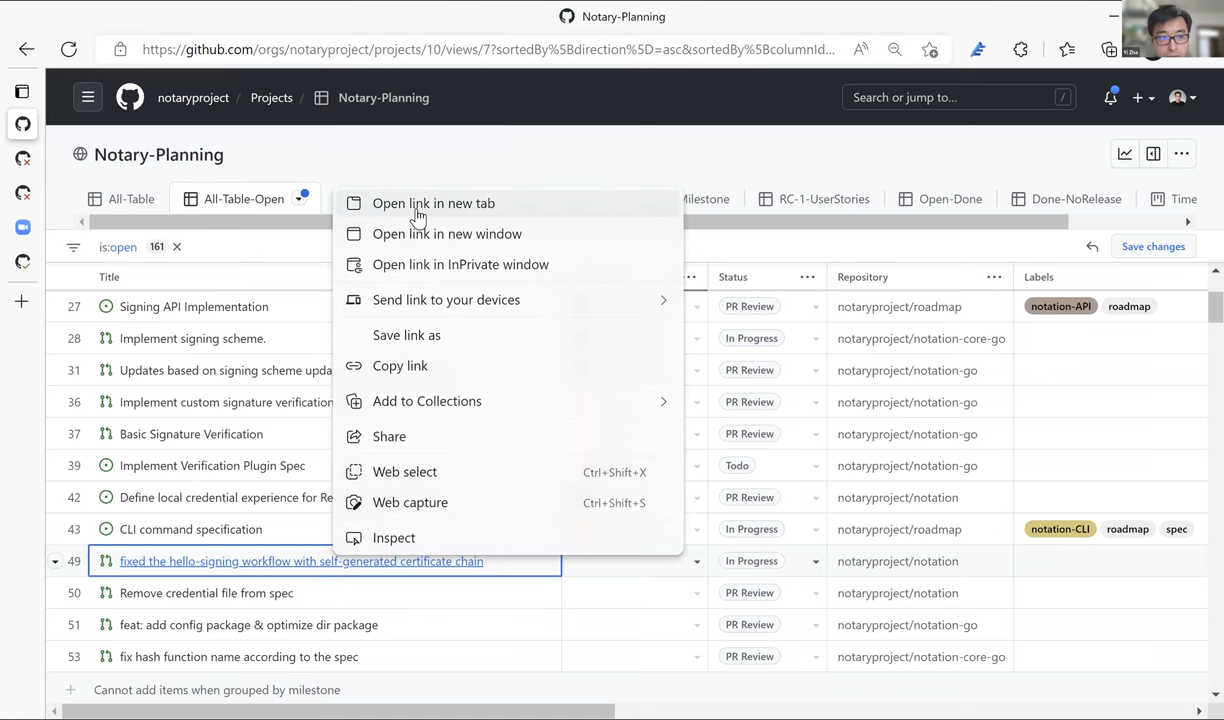 Notary-Planning
Yi Zha
https://github.com/orgs/notaryproject/projects/10/views/7?sortedBy%5Bdirection%5D=asc&sortedBy%5BcolumnId...
notaryproject / Projects / Notary-Planning
Search or jump to... /
Notary-Planning
All-Table
All-Table-Open
Milestone
RC-1-UserStories
Open-Done
Done-NoRelease
Time
is:open 161
Save changes
Title
Status
Repository
Labels
27 Signing API Implementation PR Review notaryproject/roadmap notation-API roadmap
28 Implement signing scheme. In Progress notaryproject/notation-core-go
31 Updates based on signing scheme upda PR Review notaryproject/notation-go
36 Implement custom signature verification PR Review notaryproject/notation-go
37 Basic Signature Verification PR Review notaryproject/notation-go
39 Implement Verification Plugin Spec Todo notaryproject/notation-go
42 Define local credential experience for Re PR Review notaryproject/notation
43 CLI command specification In Progress notaryproject/roadmap notation-CLI roadmap spec
49 fixed the hello-signing workflow with self-generated certificate chain In Progress notaryproject/notation
50 Remove credential file from spec PR Review notaryproject/notation
51 feat: add config package & optimize dir package PR Review notaryproject/notation-go
53 fix hash function name according to the spec PR Review notaryproject/notation-core-go
Cannot add items when grouped by milestone
Open link in new tab
Open link in new window
Open link in InPrivate window
Send link to your devices
Save link as
Copy link
Add to Collections
Share
Web select Ctrl+Shift+X
Web capture Ctrl+Shift+S
Inspect